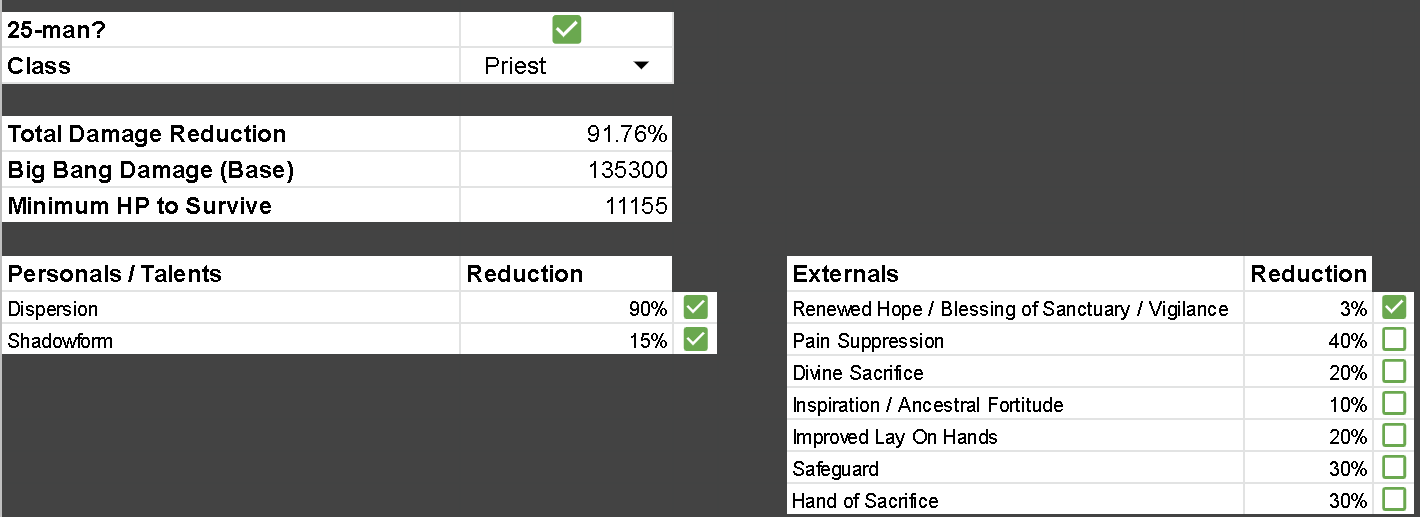 25-man?
Class Priest
Total Damage Reduction 91.76%
Big Bang Damage (Base) 135300
Minimum HP to Survive 11155
Personals / Talents Reduction
Dispersion 90%
Shadowform 15%
Externals Reduction
Renewed Hope / Blessing of Sanctuary / Vigilance 3%
Pain Suppression 40%
Divine Sacrifice 20%
Inspiration / Ancestral Fortitude 10%
Improved Lay On Hands 20%
Safeguard 30%
Hand of Sacrifice 30%